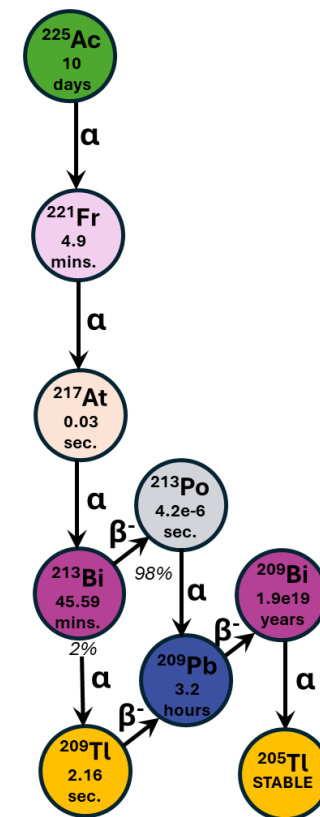 225Ac
10
days
α
221Fr
4.9
mins.
α
217At
0.03
sec.
α
213Po
4.2e-6
sec.
β-
98%
α
213Bi
45.59
mins.
2%
α
209Bi
1.9e19
years
β-
209Pb
3.2
hours
α
β-
209Tl
2.16
sec.
205Tl
STABLE